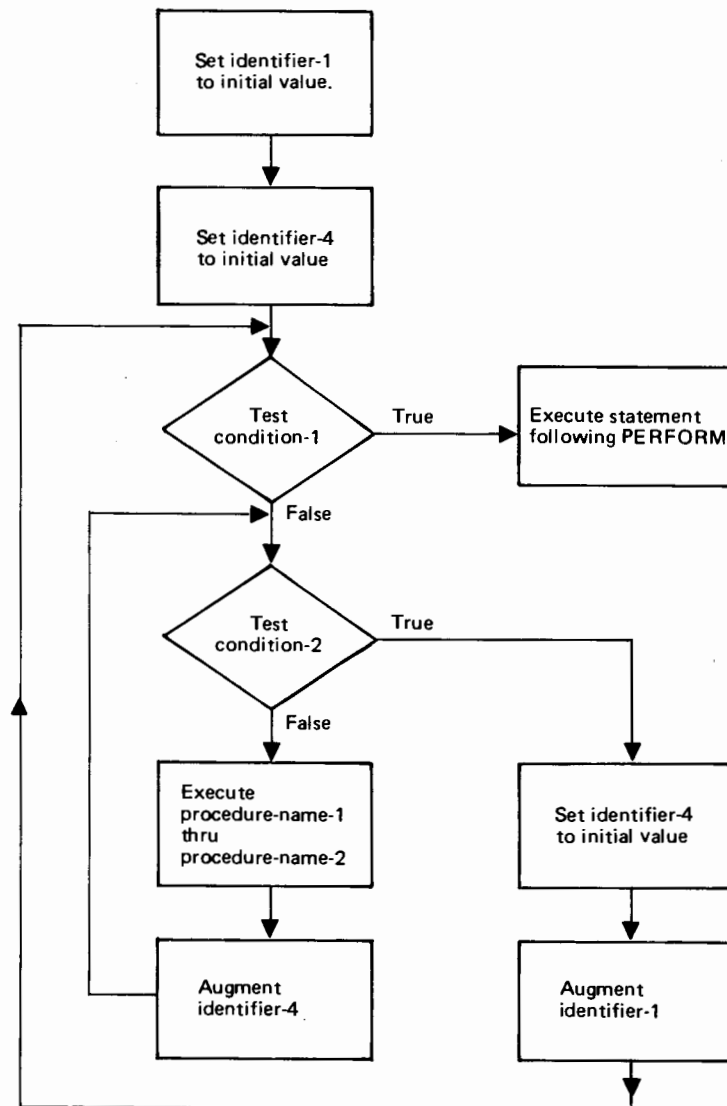 Set identifier-1
to initial value.
Set identifier-4
to initial value
Test
condition-1
True
Execute statement
following PERFORM
False
Test
condition-2
True
False
Execute
procedure-name-1
thru
procedure-name-2
Set identifier-4
to initial value
Augment
identifier-4
Augment
identifier-1